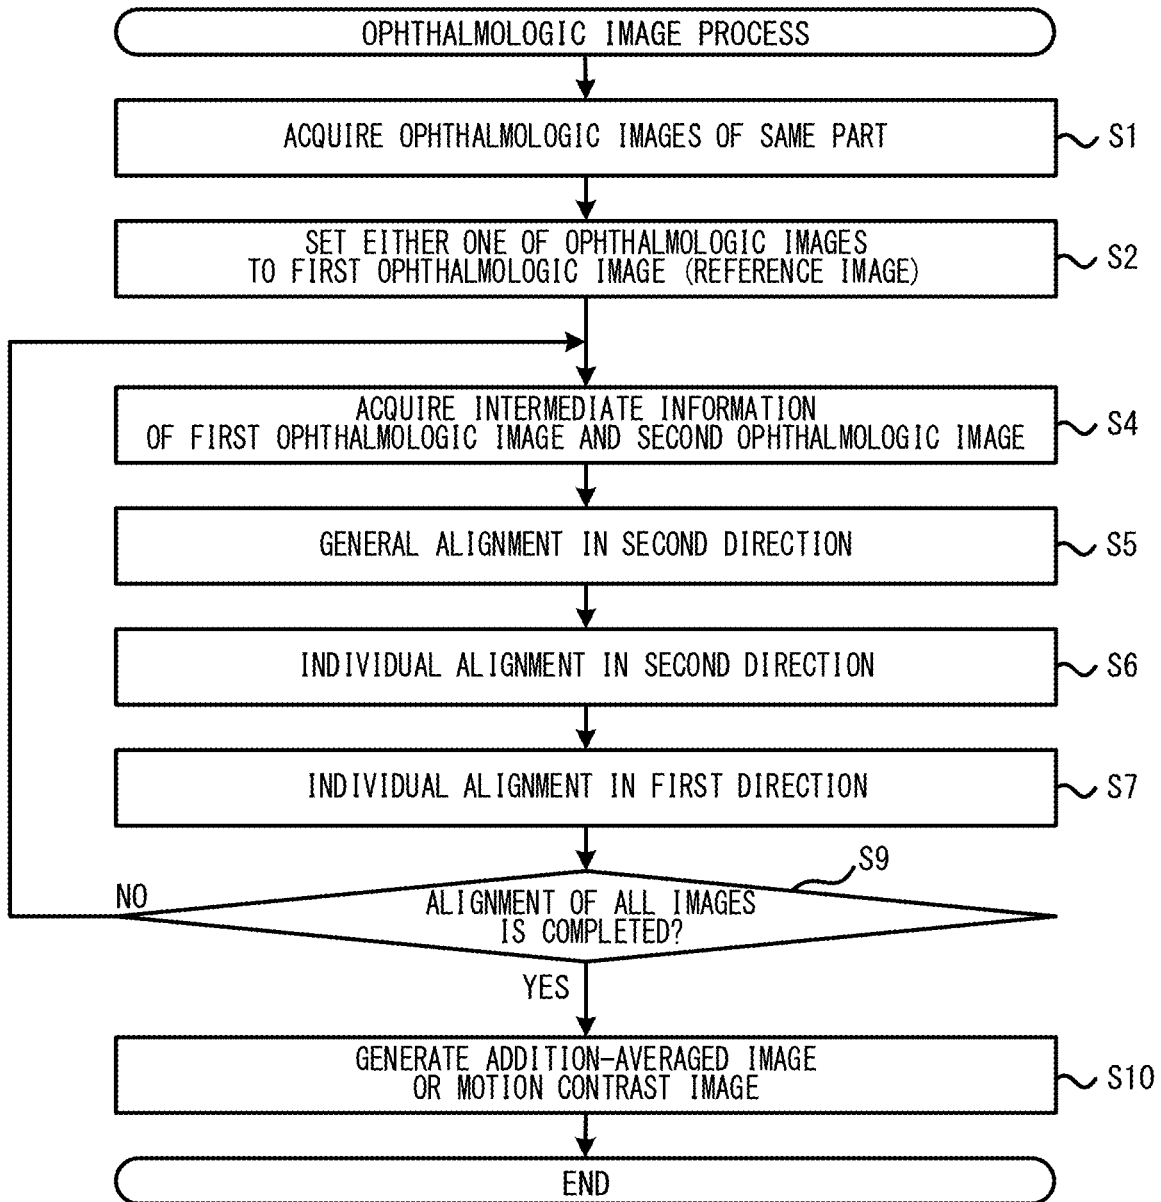 OPHTHALMOLOGIC IMAGE PROCESS
ACQUIRE OPHTHALMOLOGIC IMAGES OF SAME PART
S1
SET EITHER ONE OF OPHTHALMOLOGIC IMAGES
TO FIRST OPHTHALMOLOGIC IMAGE (REFERENCE IMAGE)
S2
ACQUIRE INTERMEDIATE INFORMATION
OF FIRST OPHTHALMOLOGIC IMAGE AND SECOND OPHTHALMOLOGIC IMAGE
S4
GENERAL ALIGNMENT IN SECOND DIRECTION
S5
INDIVIDUAL ALIGNMENT IN SECOND DIRECTION
S6
INDIVIDUAL ALIGNMENT IN FIRST DIRECTION
S7
S9
NO
ALIGNMENT OF ALL IMAGES
IS COMPLETED?
YES
GENERATE ADDITION-AVERAGED IMAGE
OR MOTION CONTRAST IMAGE
S10
END